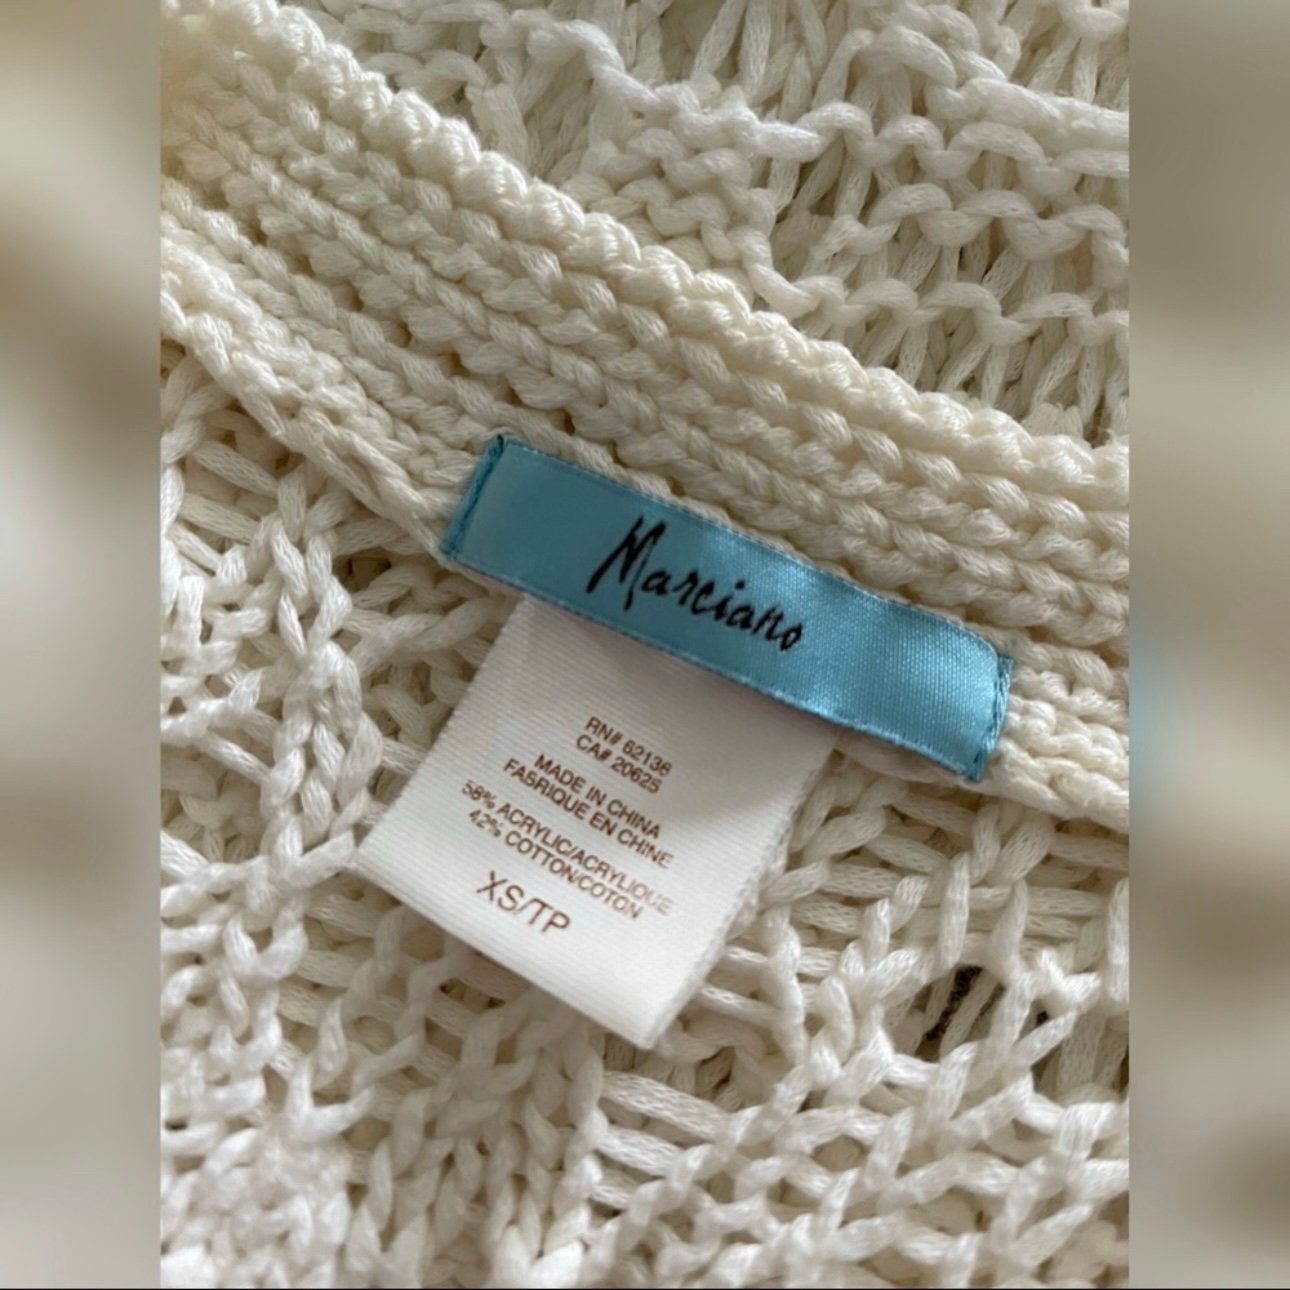 Marciano
RN# 62136
CA# 20625
MADE IN CHINA
FABRIQUE EN CHINE
58% ACRYLIC/ACRYLIQUE
42% COTTON/COTON
XS/TP